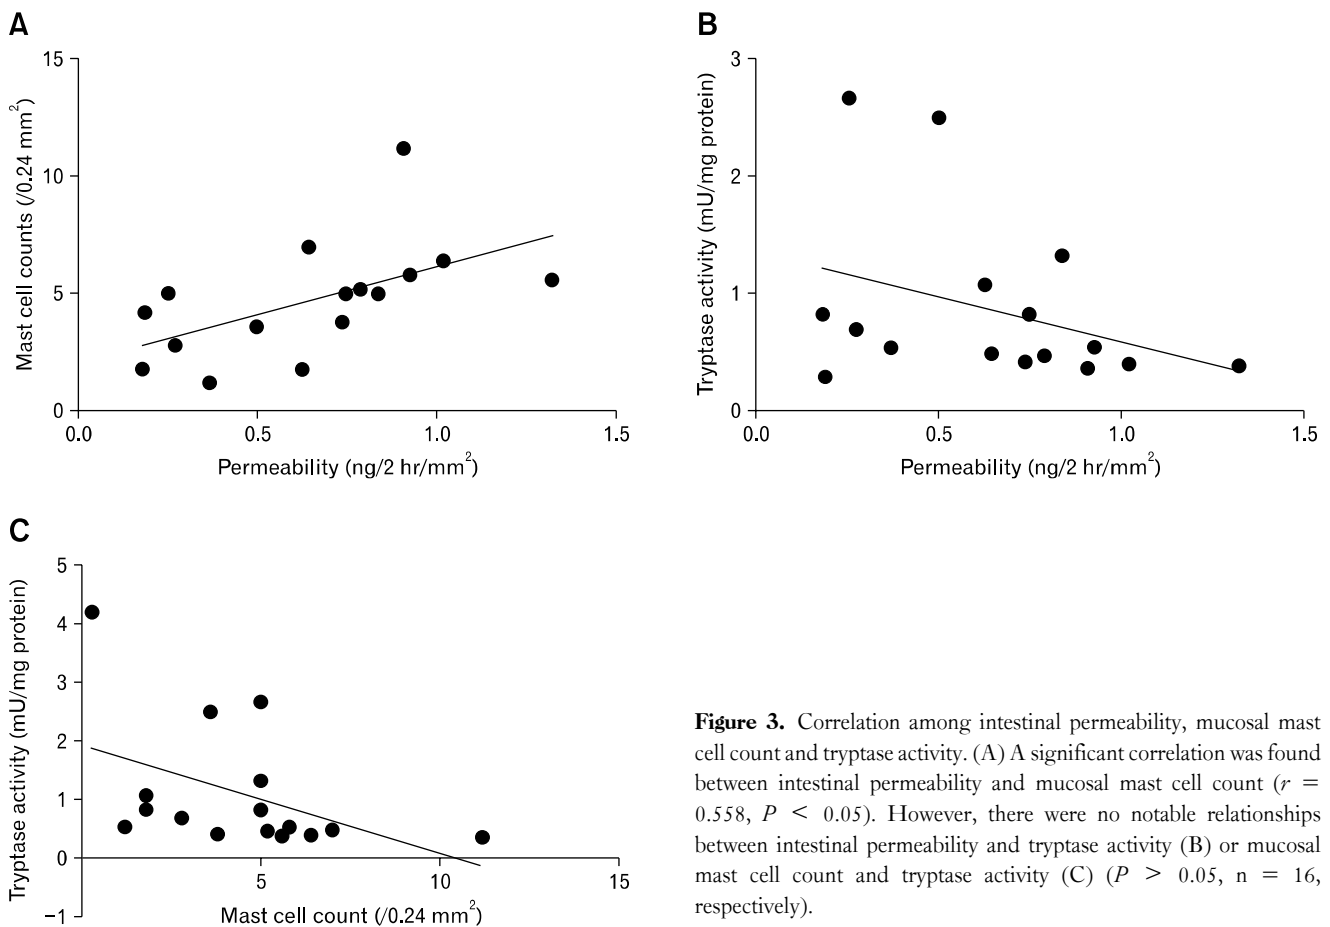 A
15
10
5
0
Mast cell counts (/0.24 mm²)
0.0 0.5 1.0 1.5
Permeability (ng/2 hr/mm²)
B
3
2
1
0
Tryptase activity (mU/mg protein)
0.0 0.5 1.0 1.5
Permeability (ng/2 hr/mm²)
C
5
4
3
2
1
0
−1
Tryptase activity (mU/mg protein)
5 10 15
Mast cell count (/0.24 mm²)
Figure 3. Correlation among intestinal permeability, mucosal mast
cell count and tryptase activity. (A) A significant correlation was found
between intestinal permeability and mucosal mast cell count (r =
0.558, P < 0.05). However, there were no notable relationships
between intestinal permeability and tryptase activity (B) or mucosal
mast cell count and tryptase activity (C) (P > 0.05, n = 16,
respectively).